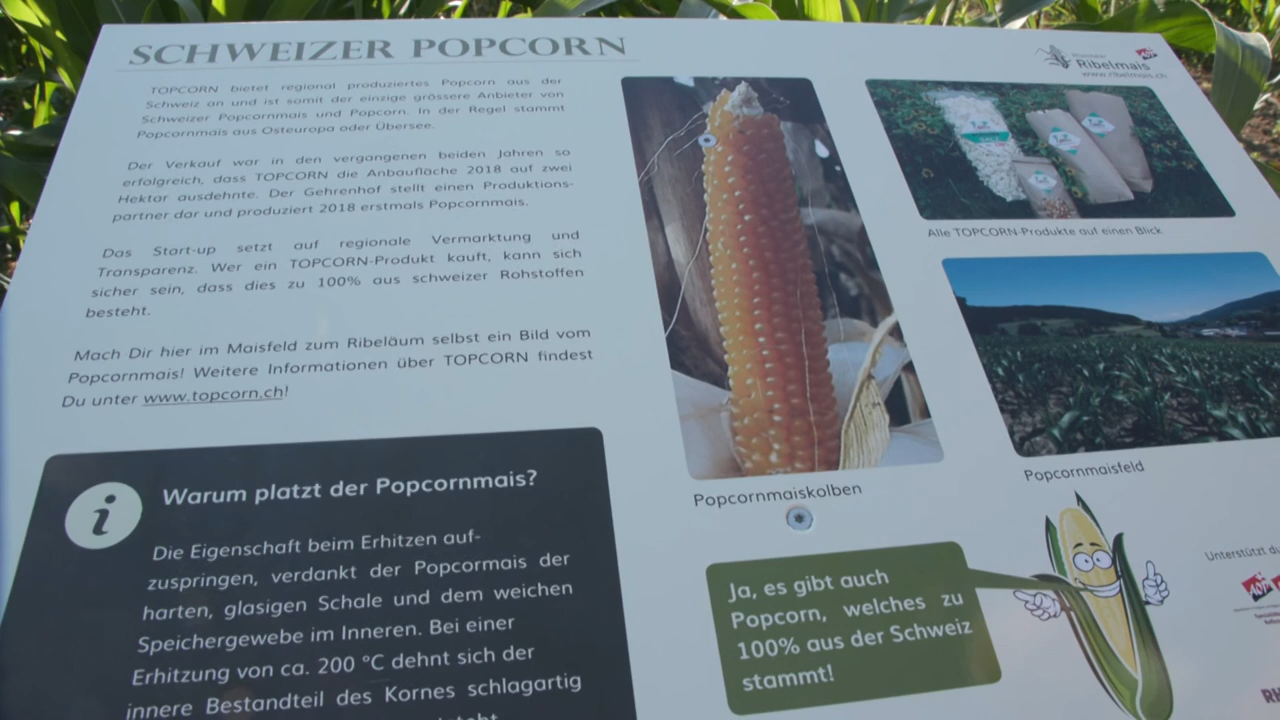 SCHWEIZER POPCORN
TOPCORN bietet regional produziertes Popcorn aus der
Schweiz an und ist somit der einzige grössere Anbieter von
Schweizer Popcornmais und Popcorn. In der Regel stammt
Popcornmais aus Osteuropa oder Übersee.
Der Verkauf war in den vergangenen beiden Jahren so
erfolgreich, dass TOPCORN die Anbaufläche 2018 auf zwei
Hektar ausdehnte. Der Gehrenhof stellt einen Produktions-
partner dar und produziert 2018 erstmals Popcornmais.
Das Start-up setzt auf regionale Vermarktung und
Transparenz. Wer ein TOPCORN-Produkt kauft, kann sich
sicher sein, dass dies zu 100% aus schweizer Rohstoffen
besteht.
Mach Dir hier im Maisfeld zum Ribeläum selbst ein Bild vom
Popcornmais! Weitere Informationen über TOPCORN findest
Du unter www.topcorn.ch!
Warum platzt der Popcornmais?
Die Eigenschaft beim Erhitzen auf-
zuspringen, verdankt der Popcormais der
harten, glasigen Schale und dem weichen
Speichergewebe im Inneren. Bei einer
Erhitzung von ca. 200 °C dehnt sich der
innere Bestandteil des Kornes schlagartig
Popcornmaiskolben
Ribelmais
www.ribelmais.ch
Alle TOPCORN-Produkte auf einen Blick
Popcornmaisfeld
Ja, es gibt auch
Popcorn, welches zu
100% aus der Schweiz
stammt!
Unterstützt du